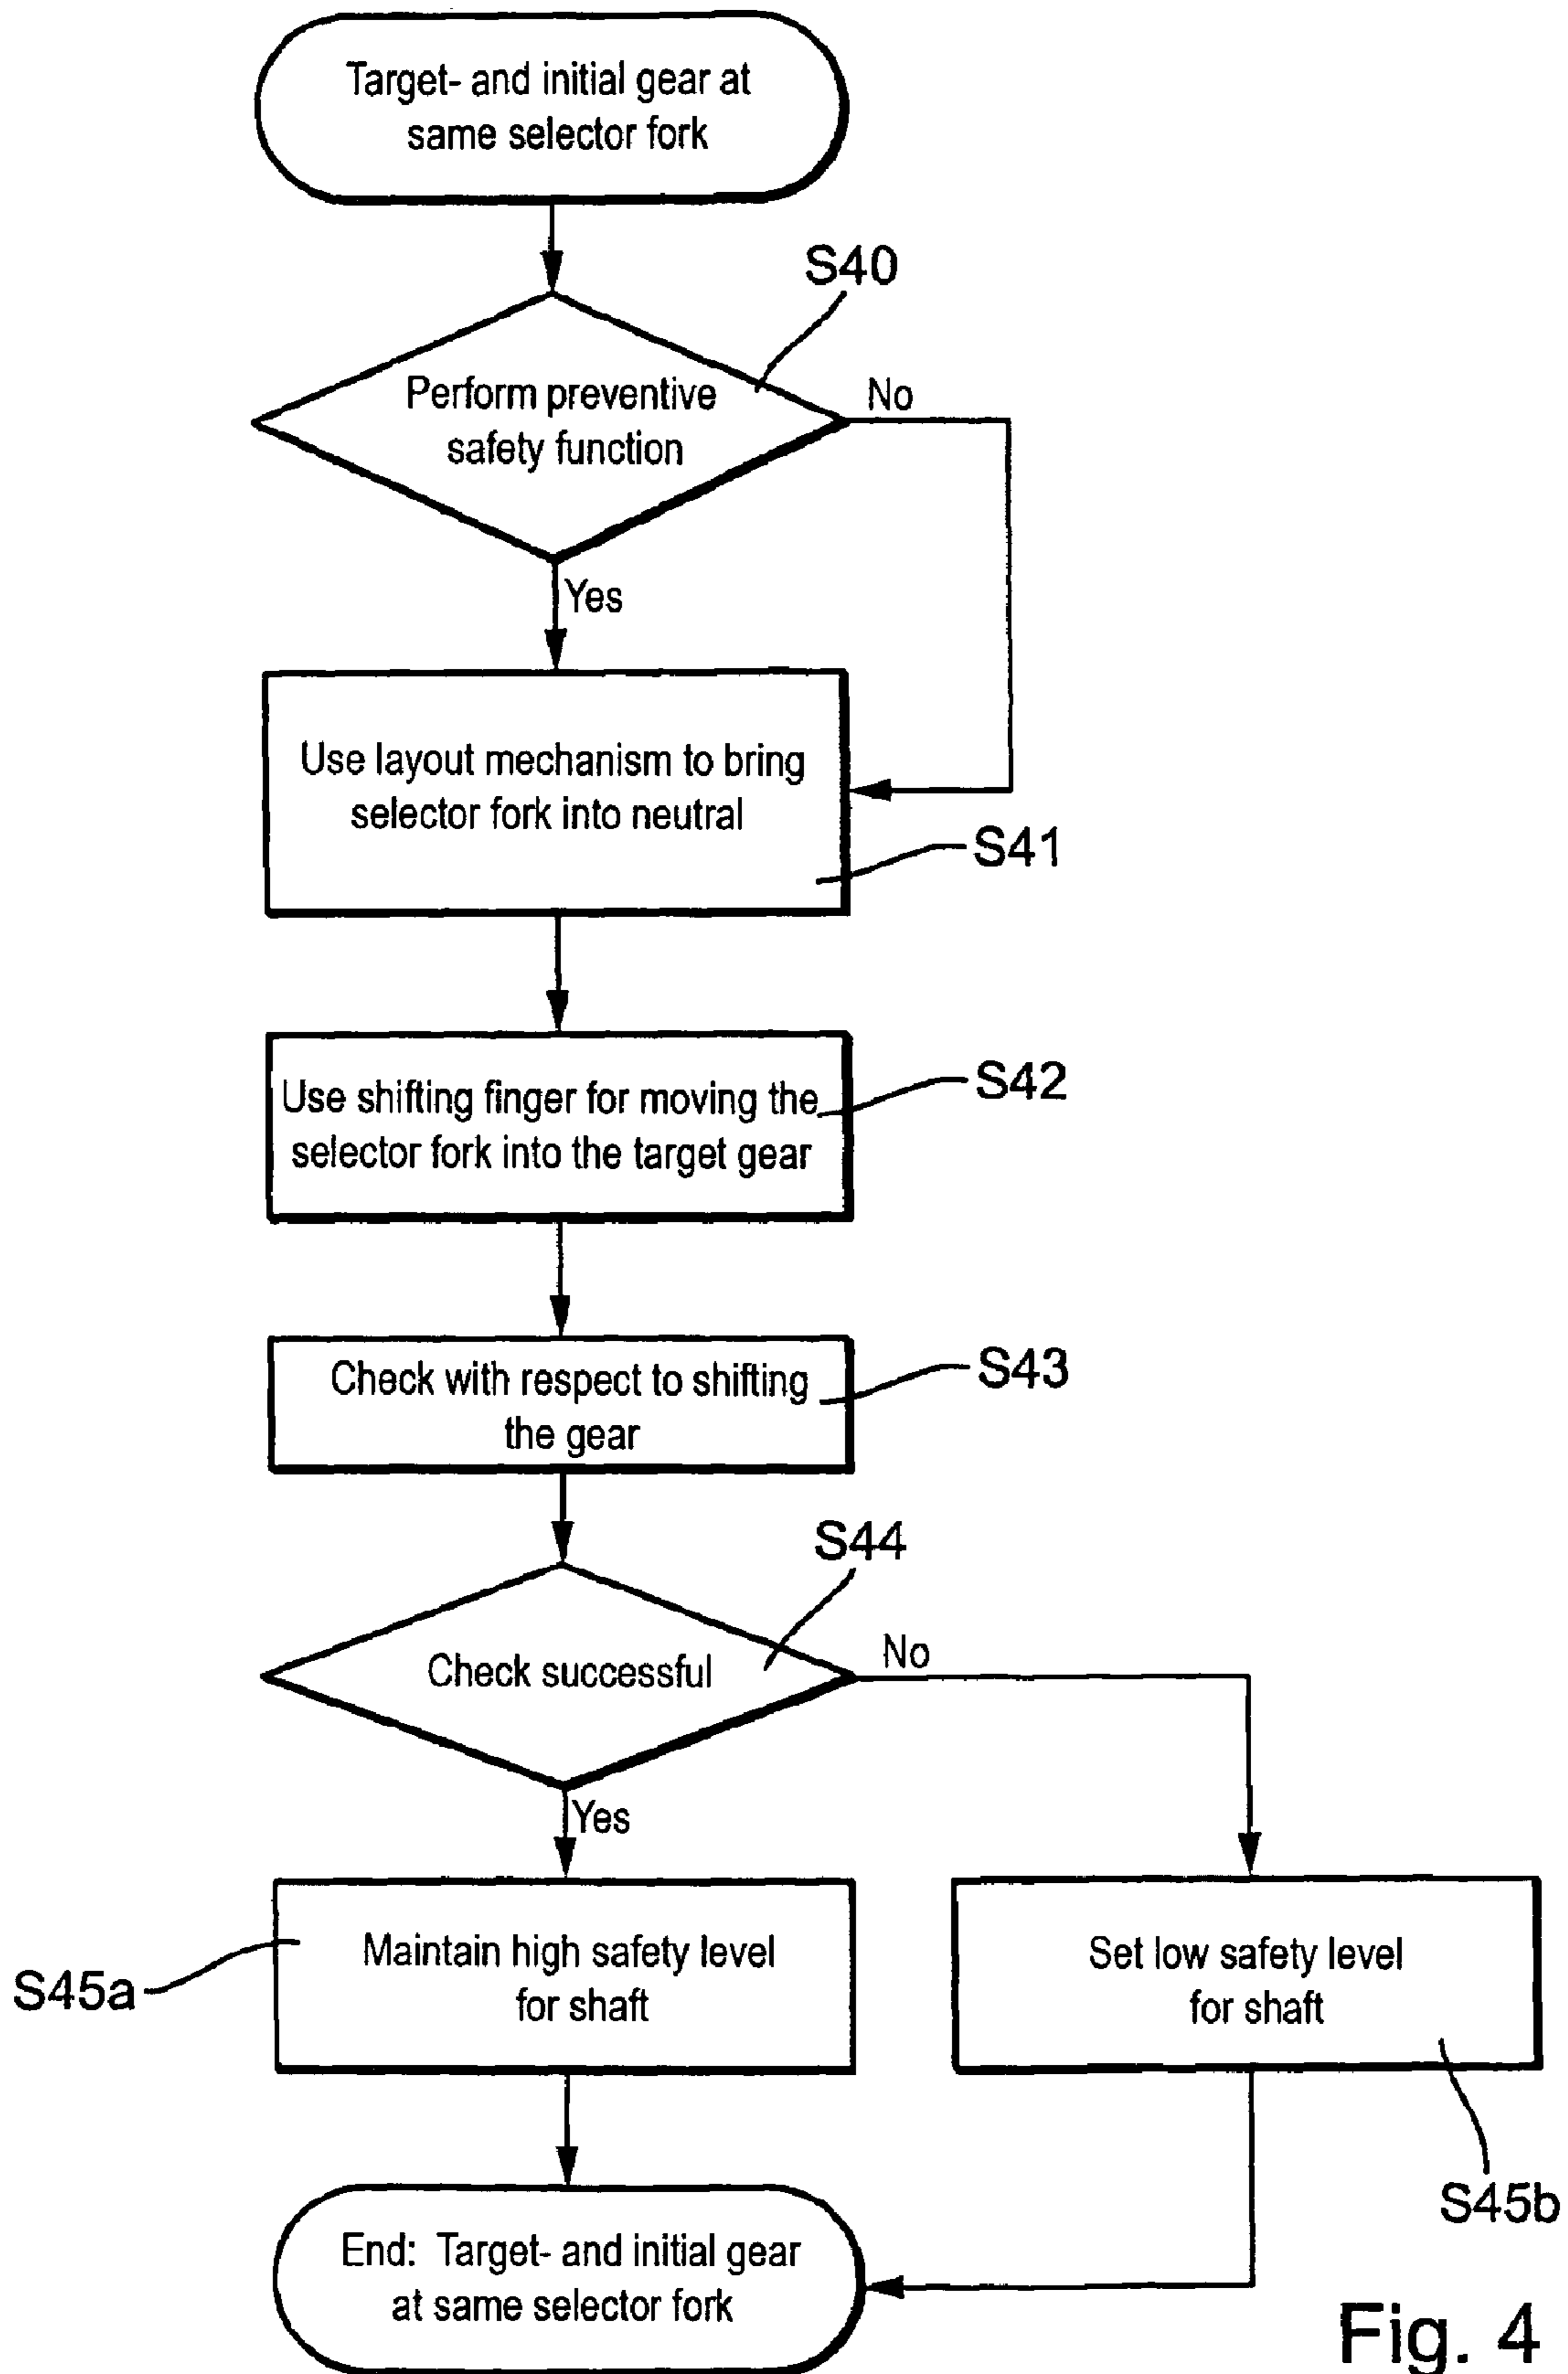 Target- and initial gear at
same selector fork
S40
Perform preventive
safety function
No
Yes
Use layout mechanism to bring
selector fork into neutral
S41
Use shifting finger for moving the
selector fork into the target gear
S42
Check with respect to shifting
the gear
S43
S44
Check successful
No
Yes
Maintain high safety level
for shaft
S45a
Set low safety level
for shaft
S45b
End: Target- and initial gear
at same selector fork
Fig. 4